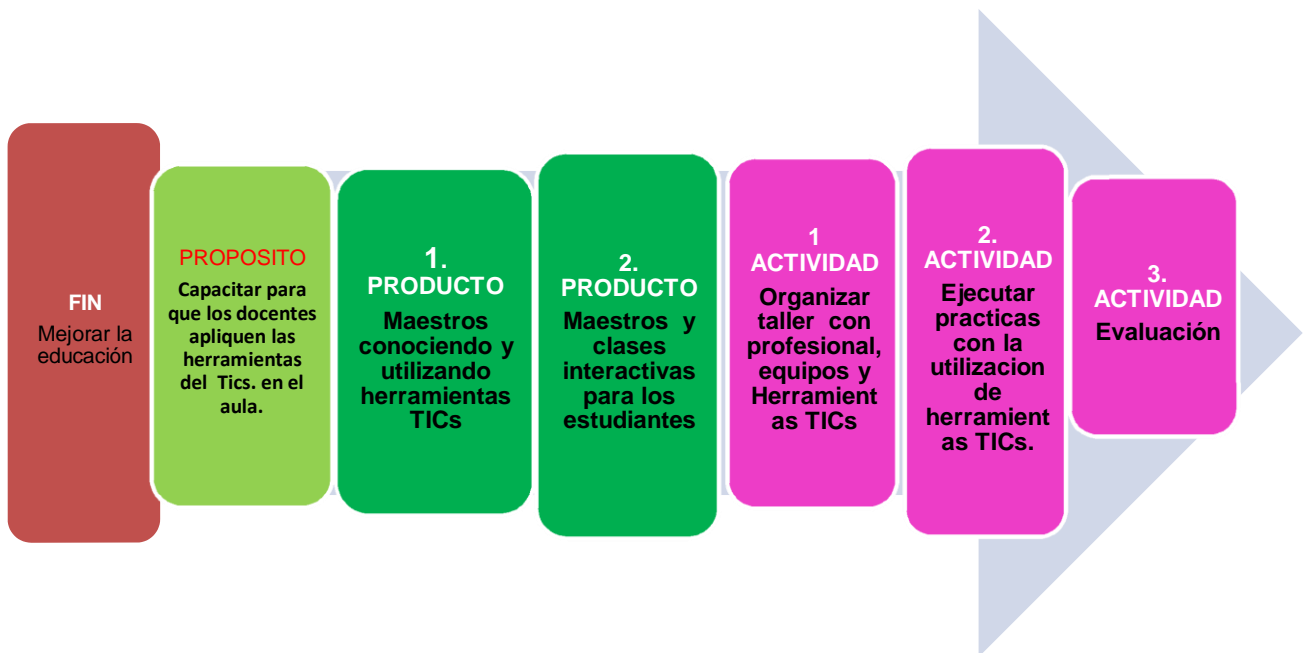 FIN
Mejorar la
educación
PROPOSITO
Capacitar para
que los docentes
apliquen las
herramientas
del Tics. en el
aula.
1.
PRODUCTO
Maestros
conociendo y
utilizando
herramientas
TICs
2.
PRODUCTO
Maestros y
clases
interactivas
para los
estudiantes
1
ACTIVIDAD
Organizar
taller con
profesional,
equipos y
Herramient
as TICs
2.
ACTIVIDAD
Ejecutar
practicas
con la
utilizacion
de
herramient
as TICs.
3.
ACTIVIDAD
Evaluación